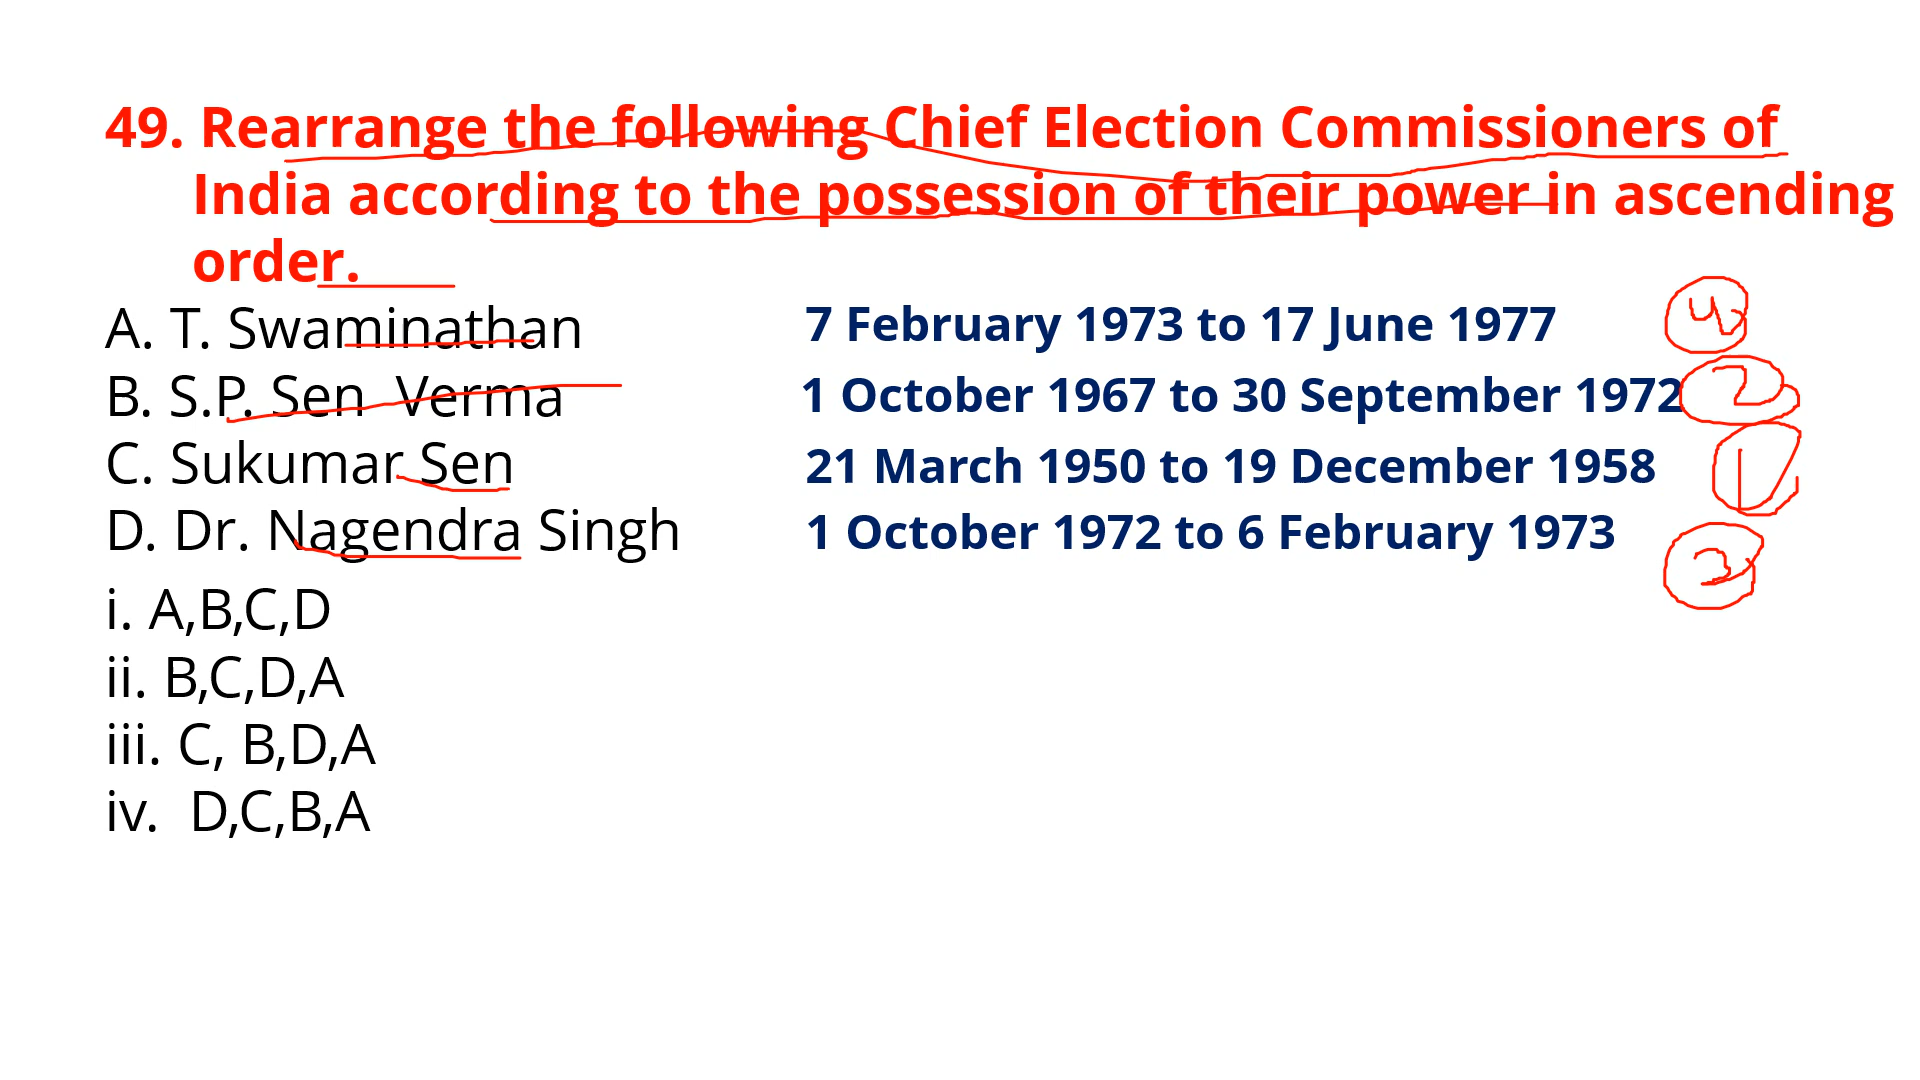 49. Rearrange the following Chief Election Commissioners of
India according to the possession of their power in ascending
order.
A. T. Swaminathan 7 February 1973 to 17 June 1977 4
B. S.P. Sen Verma 1 October 1967 to 30 September 1972 2
C. Sukumar Sen 21 March 1950 to 19 December 1958 1
D. Dr. Nagendra Singh 1 October 1972 to 6 February 1973
i. A,B,C,D
ii. B,C,D,A
iii. C, B,D,A
iv. D,C,B,A